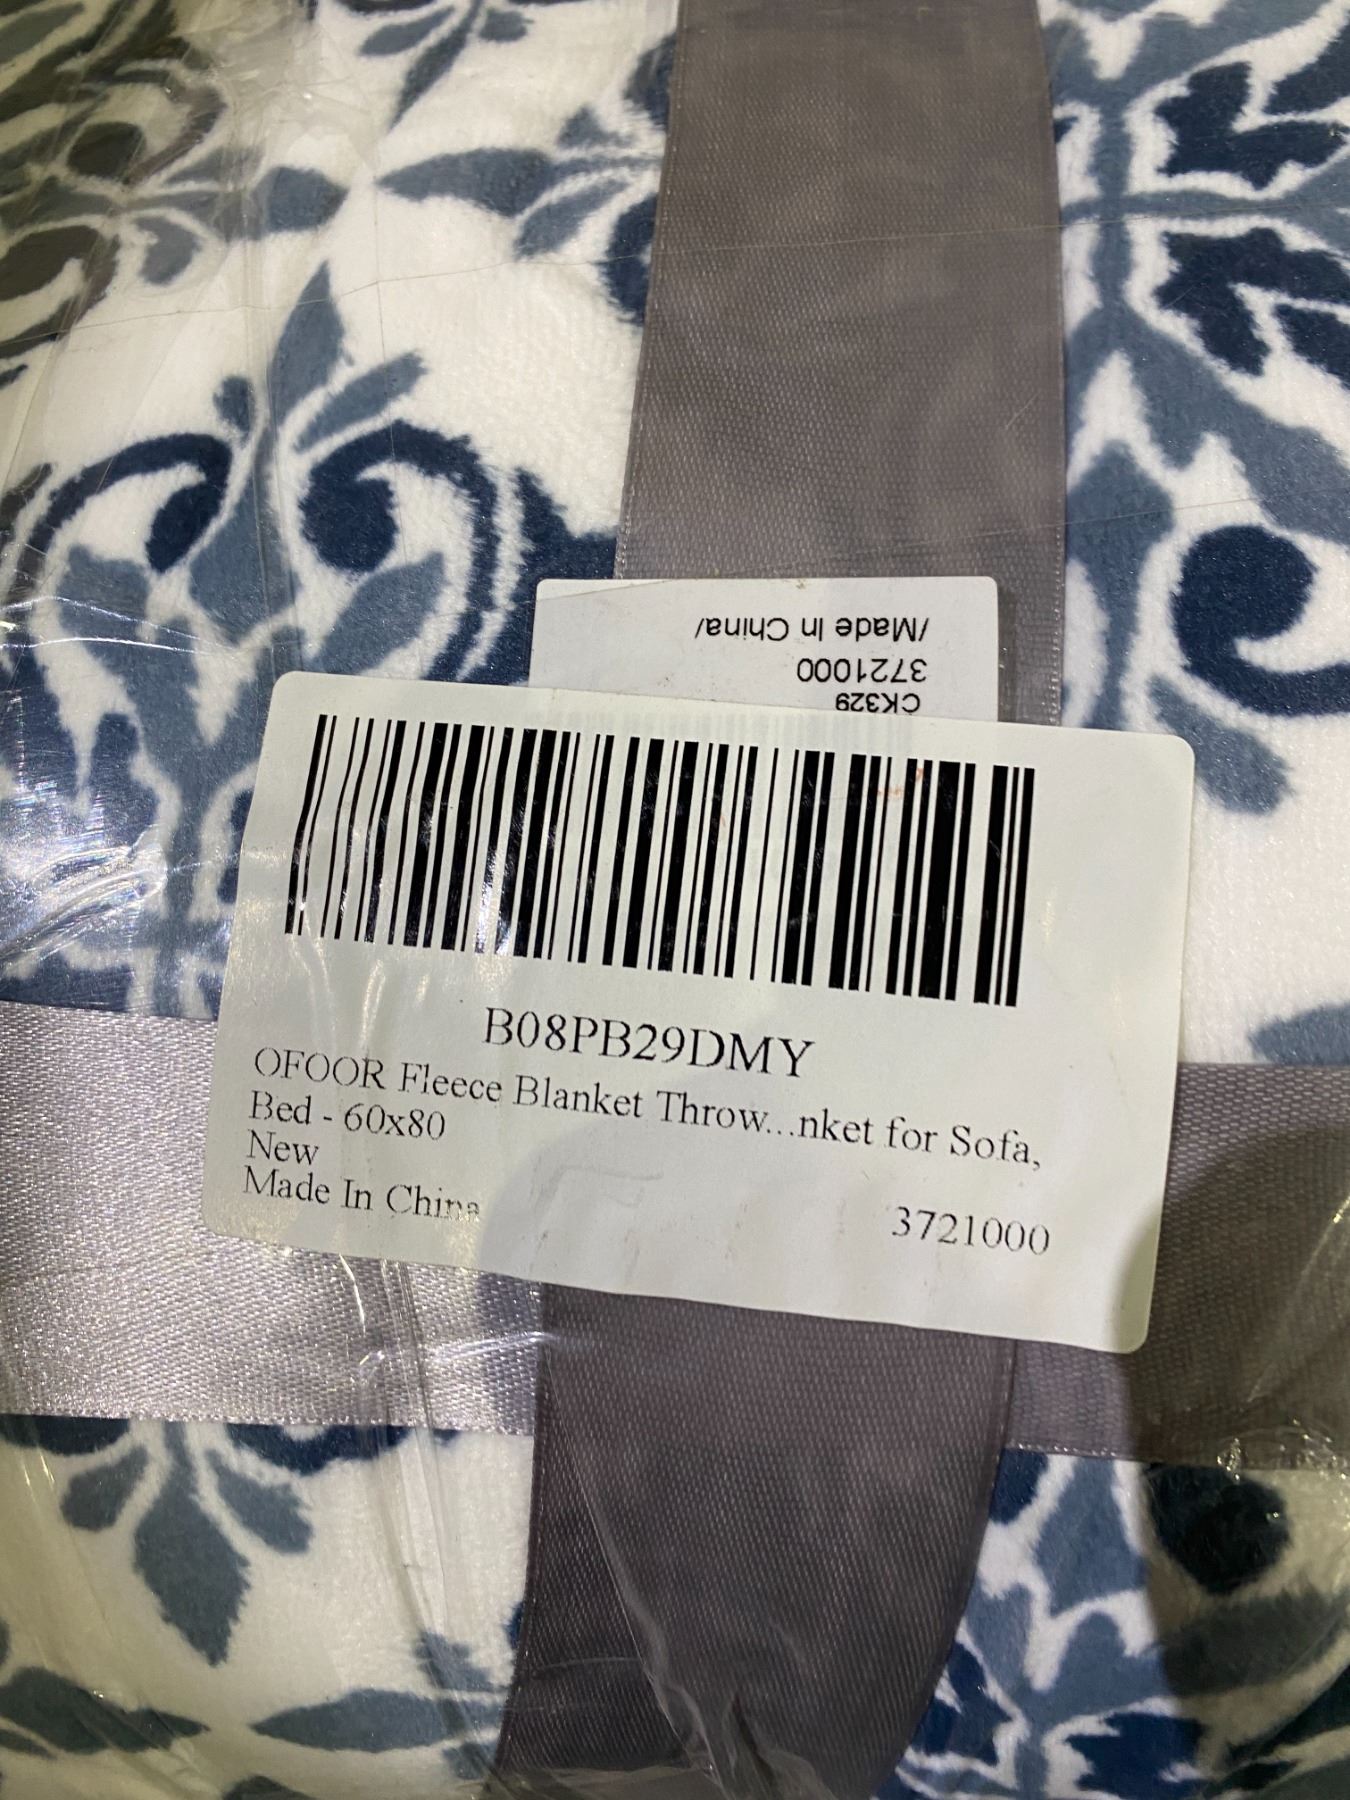 /Made In China/
3721000
CK329
B08PB29DMY
OFOOR Fleece Blanket Throw...nket for Sofa,
Bed - 60x80
New
Made In China
3721000